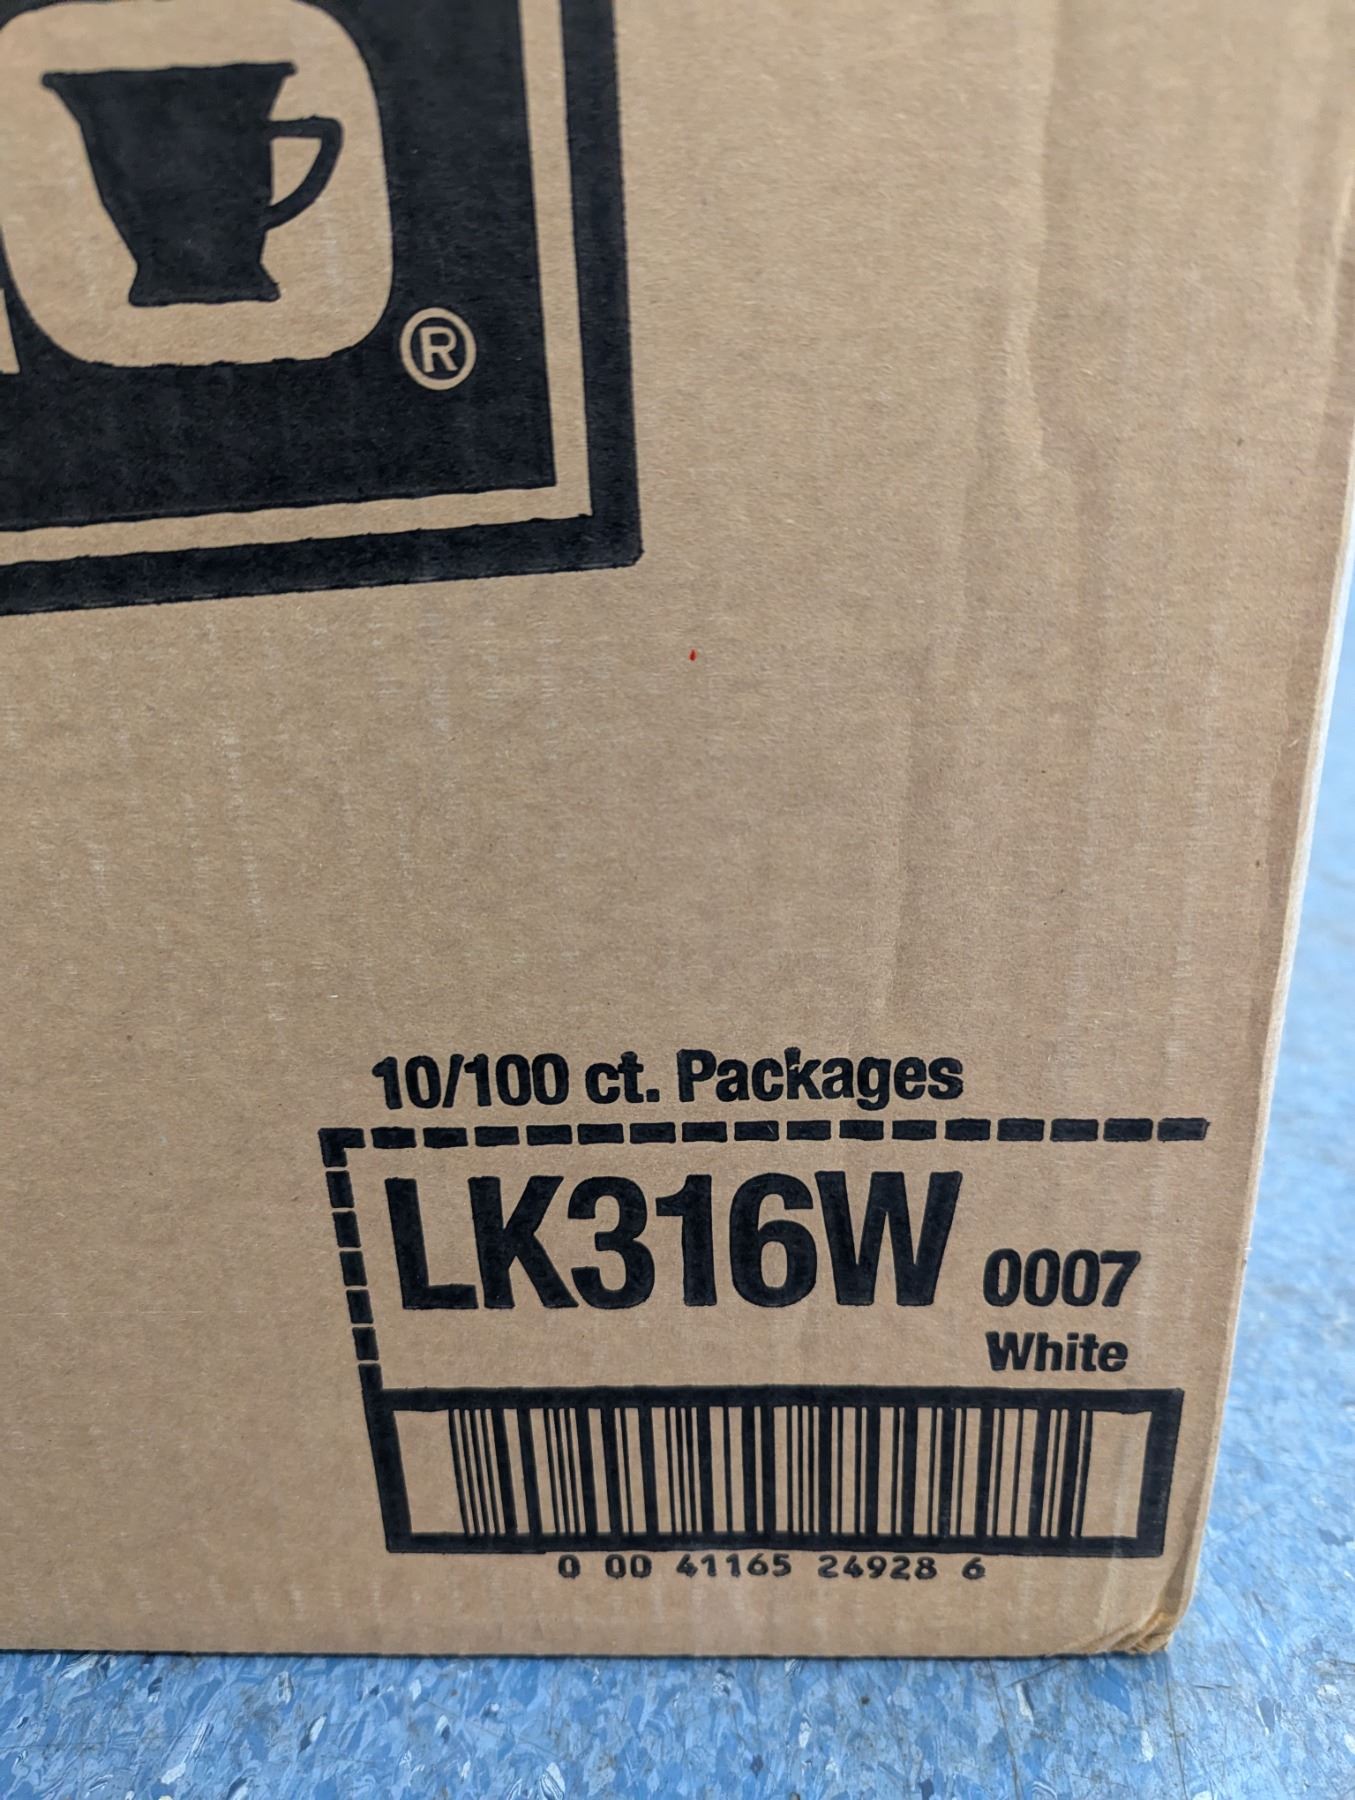 ®
10/100 ct. Packages
LK316W 0007
White
0 00 41165 24928 6